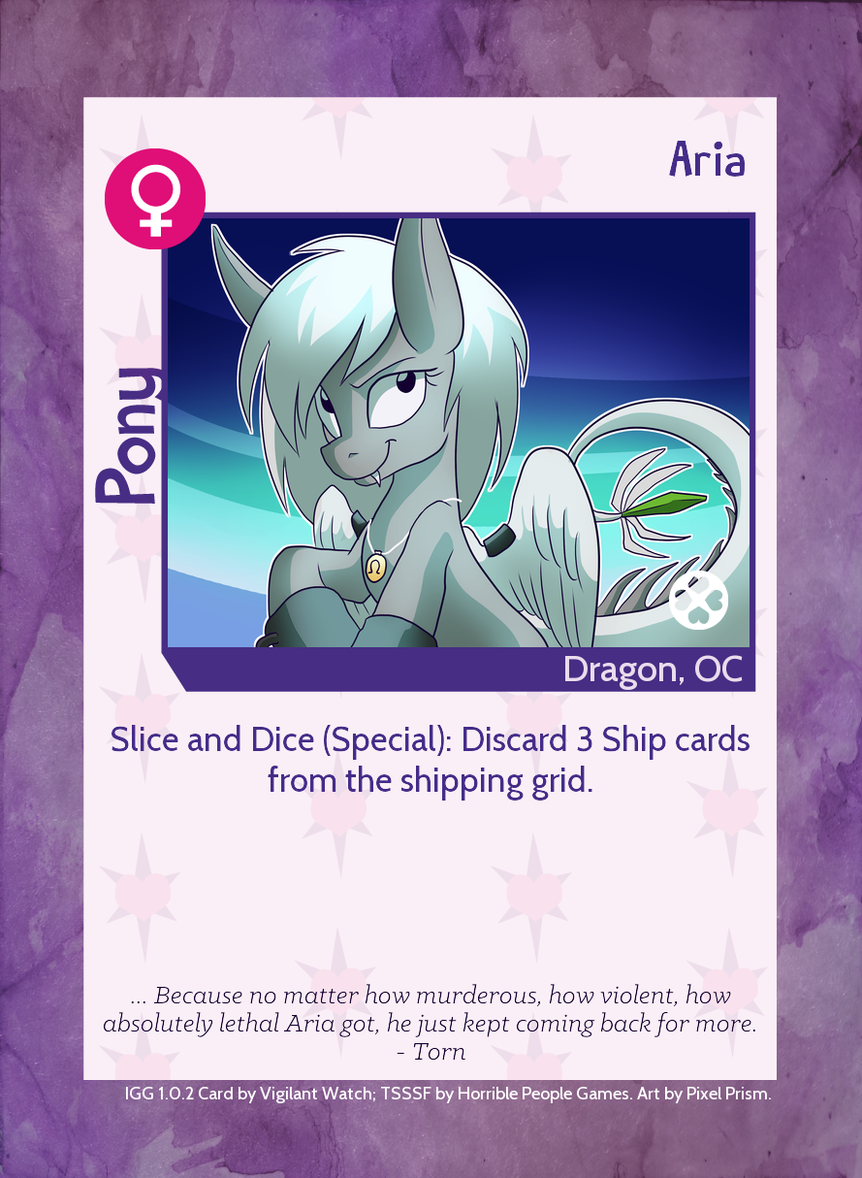 Aria
Pony
Ω
Dragon, OC
Slice and Dice (Special): Discard 3 Ship cards
from the shipping grid.
... Because no matter how murderous, how violent, how
absolutely lethal Aria got, he just kept coming back for more.
- Torn
IGG 1.0.2 Card by Vigilant Watch; TSSSF by Horrible People Games. Art by Pixel Prism.